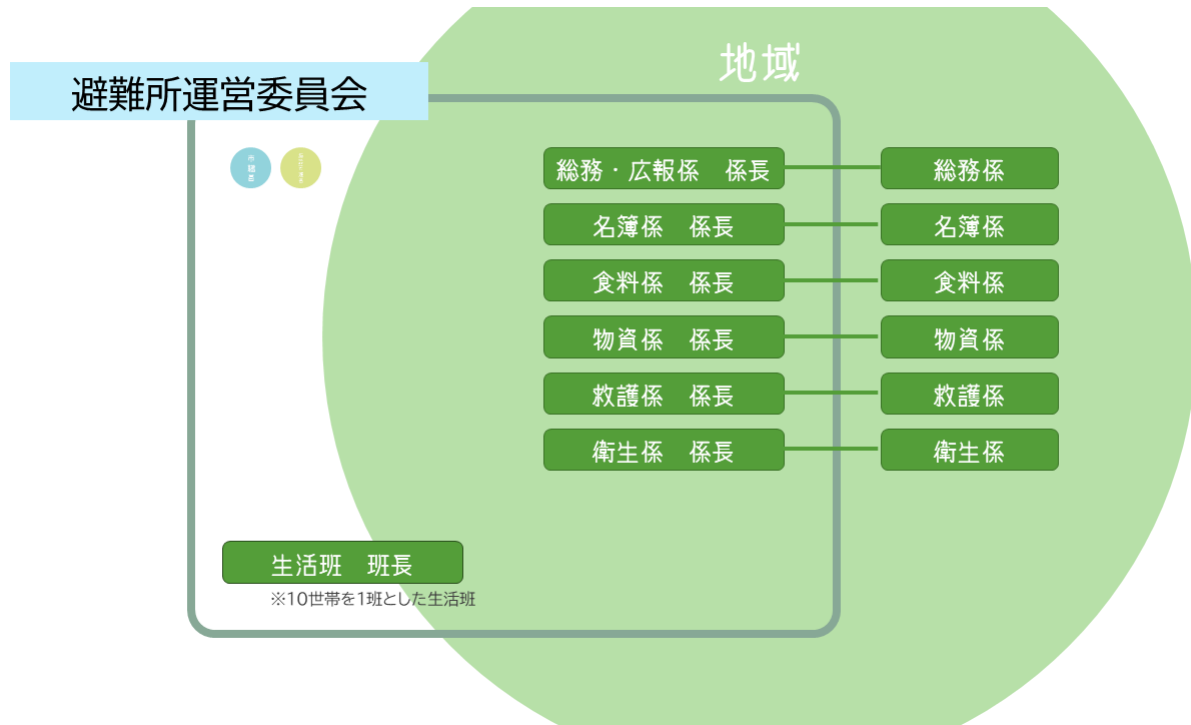 地域
避難所運営委員会
総務・広報係　係長
総務係
名簿係　係長
名簿係
食料係　係長
食料係
物資係　係長
物資係
救護係　係長
救護係
衛生係　係長
衛生係
生活班　班長
※10世帯を1班とした生活班